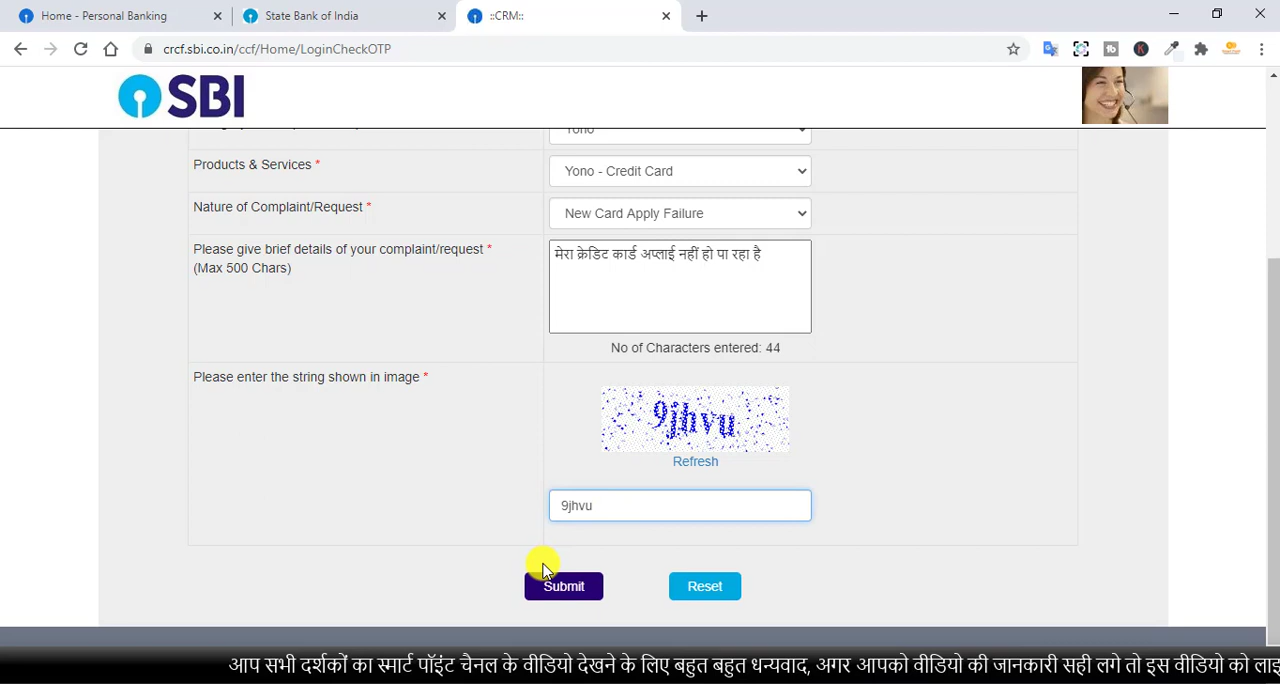 Home - Personal Banking
State Bank of India
::CRM::
crcf.sbi.co.in/ccf/Home/LoginCheckOTP
SBI
Yono
Products & Services *
Yono - Credit Card
Nature of Complaint/Request *
New Card Apply Failure
Please give brief details of your complaint/request *
(Max 500 Chars)
मेरा क्रेडिट कार्ड अप्लाई नहीं हो पा रहा है
No of Characters entered: 44
Please enter the string shown in image *
9jhvu
Refresh
9jhvu
Submit
Reset
आप सभी दर्शकों का स्मार्ट पॉइंट चैनल के वीडियो देखने के लिए बहुत बहुत धन्यवाद, अगर आपको वीडियो की जानकारी सही लगे तो इस वीडियो को